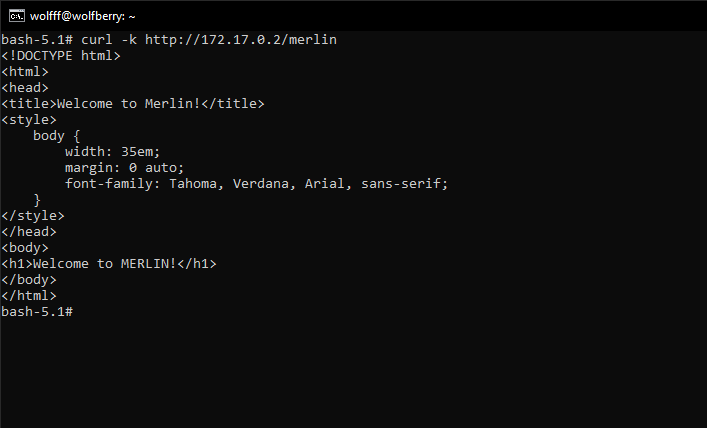 wolfff@wolfberry: ~
bash-5.1# curl -k http://172.17.0.2/merlin
<!DOCTYPE html>
<html>
<head>
<title>Welcome to Merlin!</title>
<style>
    body {
        width: 35em;
        margin: 0 auto;
        font-family: Tahoma, Verdana, Arial, sans-serif;
    }
</style>
</head>
<body>
<h1>Welcome to MERLIN!</h1>
</body>
</html>
bash-5.1#